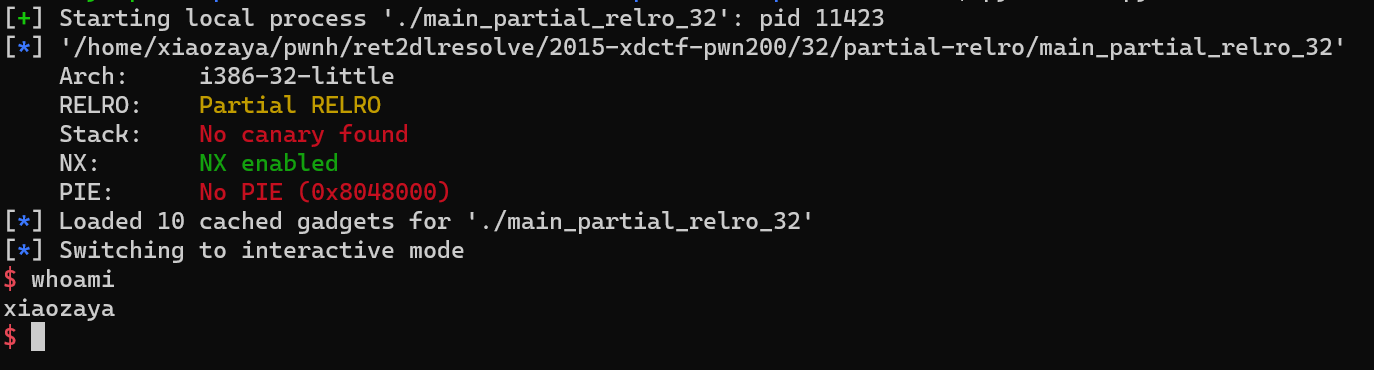 [+] Starting local process './main_partial_relro_32': pid 11423
[*] '/home/xiaozaya/pwnh/ret2dlresolve/2015-xdctf-pwn200/32/partial-relro/main_partial_relro_32'
    Arch:     i386-32-little
    RELRO:    Partial RELRO
    Stack:    No canary found
    NX:       NX enabled
    PIE:      No PIE (0x8048000)
[*] Loaded 10 cached gadgets for './main_partial_relro_32'
[*] Switching to interactive mode
$ whoami
xiaozaya
$